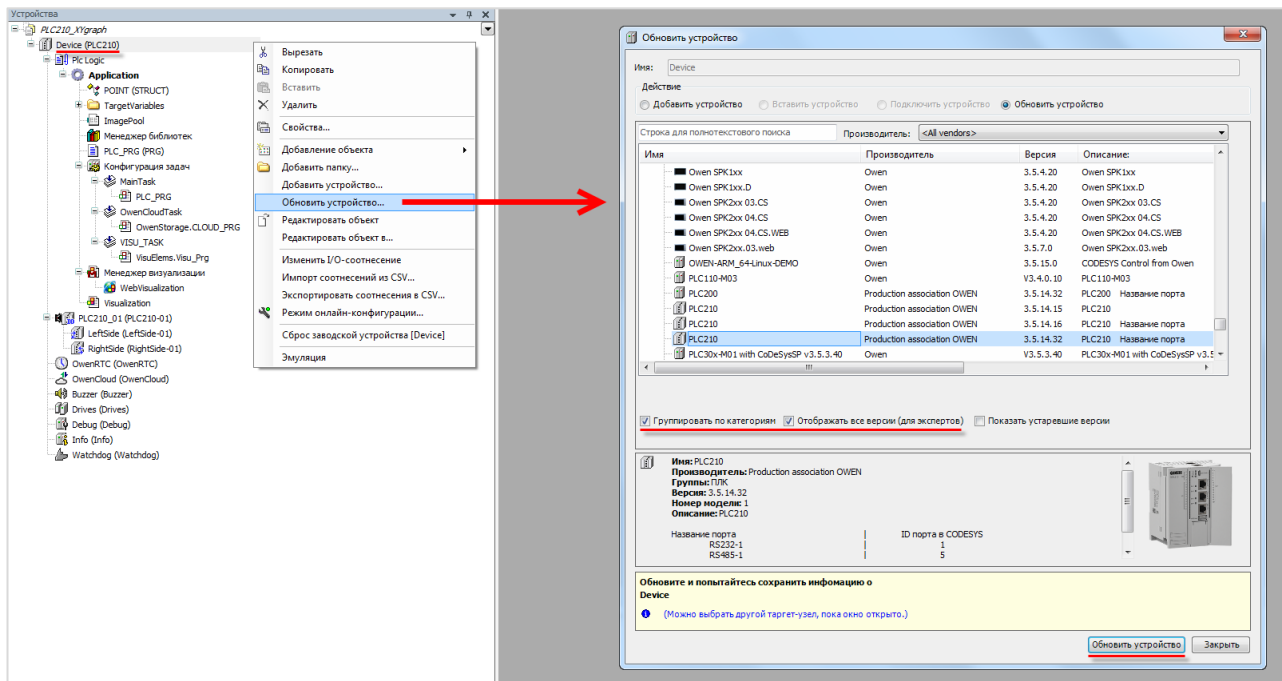 Устройства
PLC210_XYgraph
Device (PLC210)
Plc Logic
Application
POINT (STRUCT)
TargetVariables
ImagePool
Менеджер библиотек
PLC_PRG (PRG)
Конфигурация задач
MainTask
PLC_PRG
OwenCloudTask
OwenStorage.CLOUD_PRG
VISU_TASK
VisuElems.Visu_Prg
Менеджер визуализации
WebVisualization
Visualization
PLC210_01 (PLC210-01)
LeftSide (LeftSide-01)
RightSide (RightSide-01)
OwenRTC (OwenRTC)
OwenCloud (OwenCloud)
Buzzer (Buzzer)
Drives (Drives)
Debug (Debug)
Info (Info)
Watchdog (Watchdog)
Вырезать
Копировать
Вставить
Удалить
Свойства...
Добавление объекта
Добавить папку...
Добавить устройство...
Обновить устройство...
Редактировать объект
Редактировать объект в...
Изменить I/O-соотнесение
Импорт соотнесений из CSV...
Экспортировать соотнесения в CSV...
Режим онлайн-конфигурации...
Сброс заводской устройства [Device]
Эмуляция
Обновить устройство
Имя: Device
Действие
Добавить устройство Вставить устройство Подключить устройство Обновить устройство
Строка для полнотекстового поиска Производитель: <All vendors>
Имя Производитель Версия Описание:
Owen SPK1xx Owen 3.5.4.20 Owen SPK1xx
Owen SPK1xx.D Owen 3.5.4.20 Owen SPK1xx.D
Owen SPK2xx 03.CS Owen 3.5.4.20 Owen SPK2xx 03.CS
Owen SPK2xx 04.CS Owen 3.5.4.20 Owen SPK2xx 04.CS
Owen SPK2xx 04.CS.WEB Owen 3.5.4.20 Owen SPK2xx 04.CS.WEB
Owen SPK2xx.03.web Owen 3.5.7.0 Owen SPK2xx.03.web
OWEN-ARM_64-Linux-DEMO Owen 3.5.15.0 CODESYS Control from Owen
PLC110-M03 Owen V3.4.0.10 PLC110-M03
PLC200 Production association OWEN 3.5.14.32 PLC200 Название порта
PLC210 Production association OWEN 3.5.14.15 PLC210
PLC210 Production association OWEN 3.5.14.16 PLC210 Название порта
PLC210 Production association OWEN 3.5.14.32 PLC210 Название порта
PLC30x-M01 with CoDeSysSP v3.5.3.40 Owen V3.5.3.40 PLC30x-M01 with CoDeSysSP v3.5
Группировать по категориям Отображать все версии (для экспертов) Показать устаревшие версии
Имя: PLC210
Производитель: Production association OWEN
Группы: ПЛК
Версия: 3.5.14.32
Номер модели: 1
Описание: PLC210
Название порта | ID порта в CODESYS
RS232-1 | 1
RS485-1 | 5
Обновите и попытайтесь сохранить инфомацию о
Device
(Можно выбрать другой таргет-узел, пока окно открыто.)
Обновить устройство Закрыть